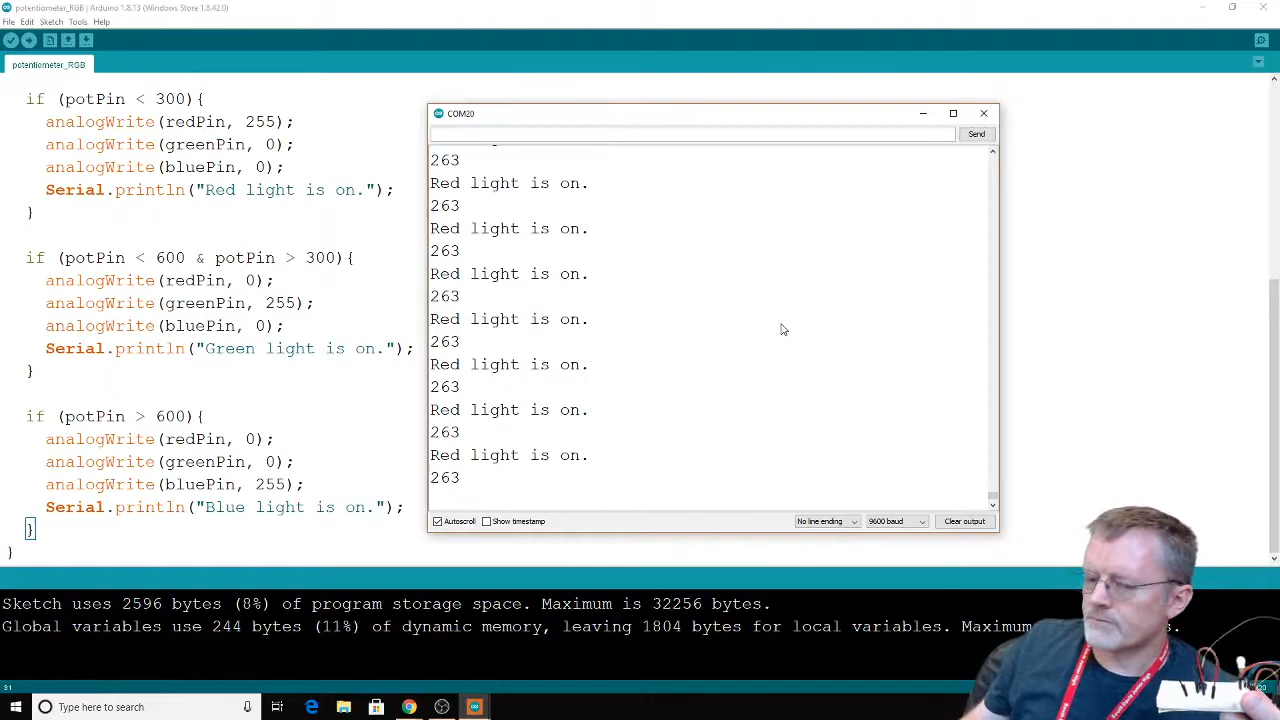 potentiometer_RGB | Arduino 1.8.13 (Windows Store 1.8.42.0)
File Edit Sketch Tools Help
potentiometer_RGB
if (potPin < 300){
analogWrite(redPin, 255);
analogWrite(greenPin, 0);
analogWrite(bluePin, 0);
Serial.println("Red light is on.");
}
if (potPin < 600 & potPin > 300){
analogWrite(redPin, 0);
analogWrite(greenPin, 255);
analogWrite(bluePin, 0);
Serial.println("Green light is on.");
}
if (potPin > 600){
analogWrite(redPin, 0);
analogWrite(greenPin, 0);
analogWrite(bluePin, 255);
Serial.println("Blue light is on.");
}
}
COM20
Send
263
Red light is on.
263
Red light is on.
263
Red light is on.
263
Red light is on.
263
Red light is on.
263
Red light is on.
263
Red light is on.
263
Autoscroll Show timestamp No line ending 9600 baud Clear output
Sketch uses 2596 bytes (8%) of program storage space. Maximum is 32256 bytes.
Global variables use 244 bytes (11%) of dynamic memory, leaving 1804 bytes for local variables. Maximum
31
Type here to search